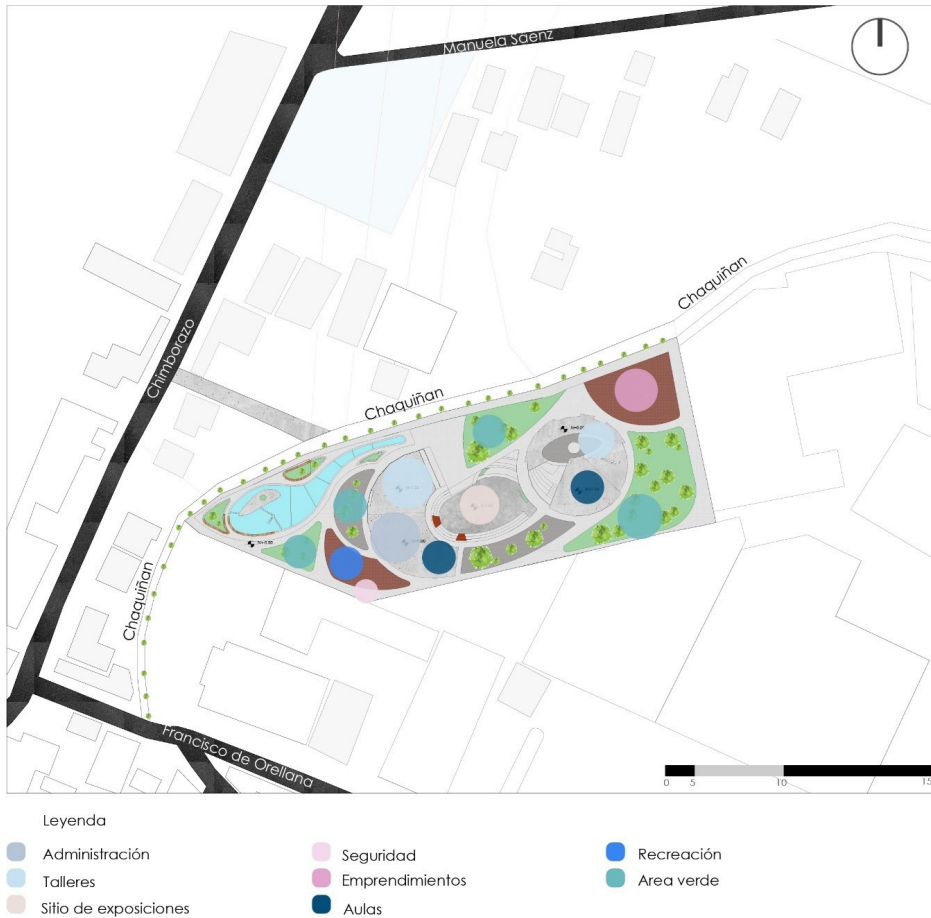 Manuela Saenz
Chaquiñan
Chimborazo
Chaquiñan
Chaquiñan
Francisco de Orellana
0 5 10 15
Leyenda
Administración
Talleres
Sitio de exposiciones
Seguridad
Emprendimientos
Aulas
Recreación
Area verde